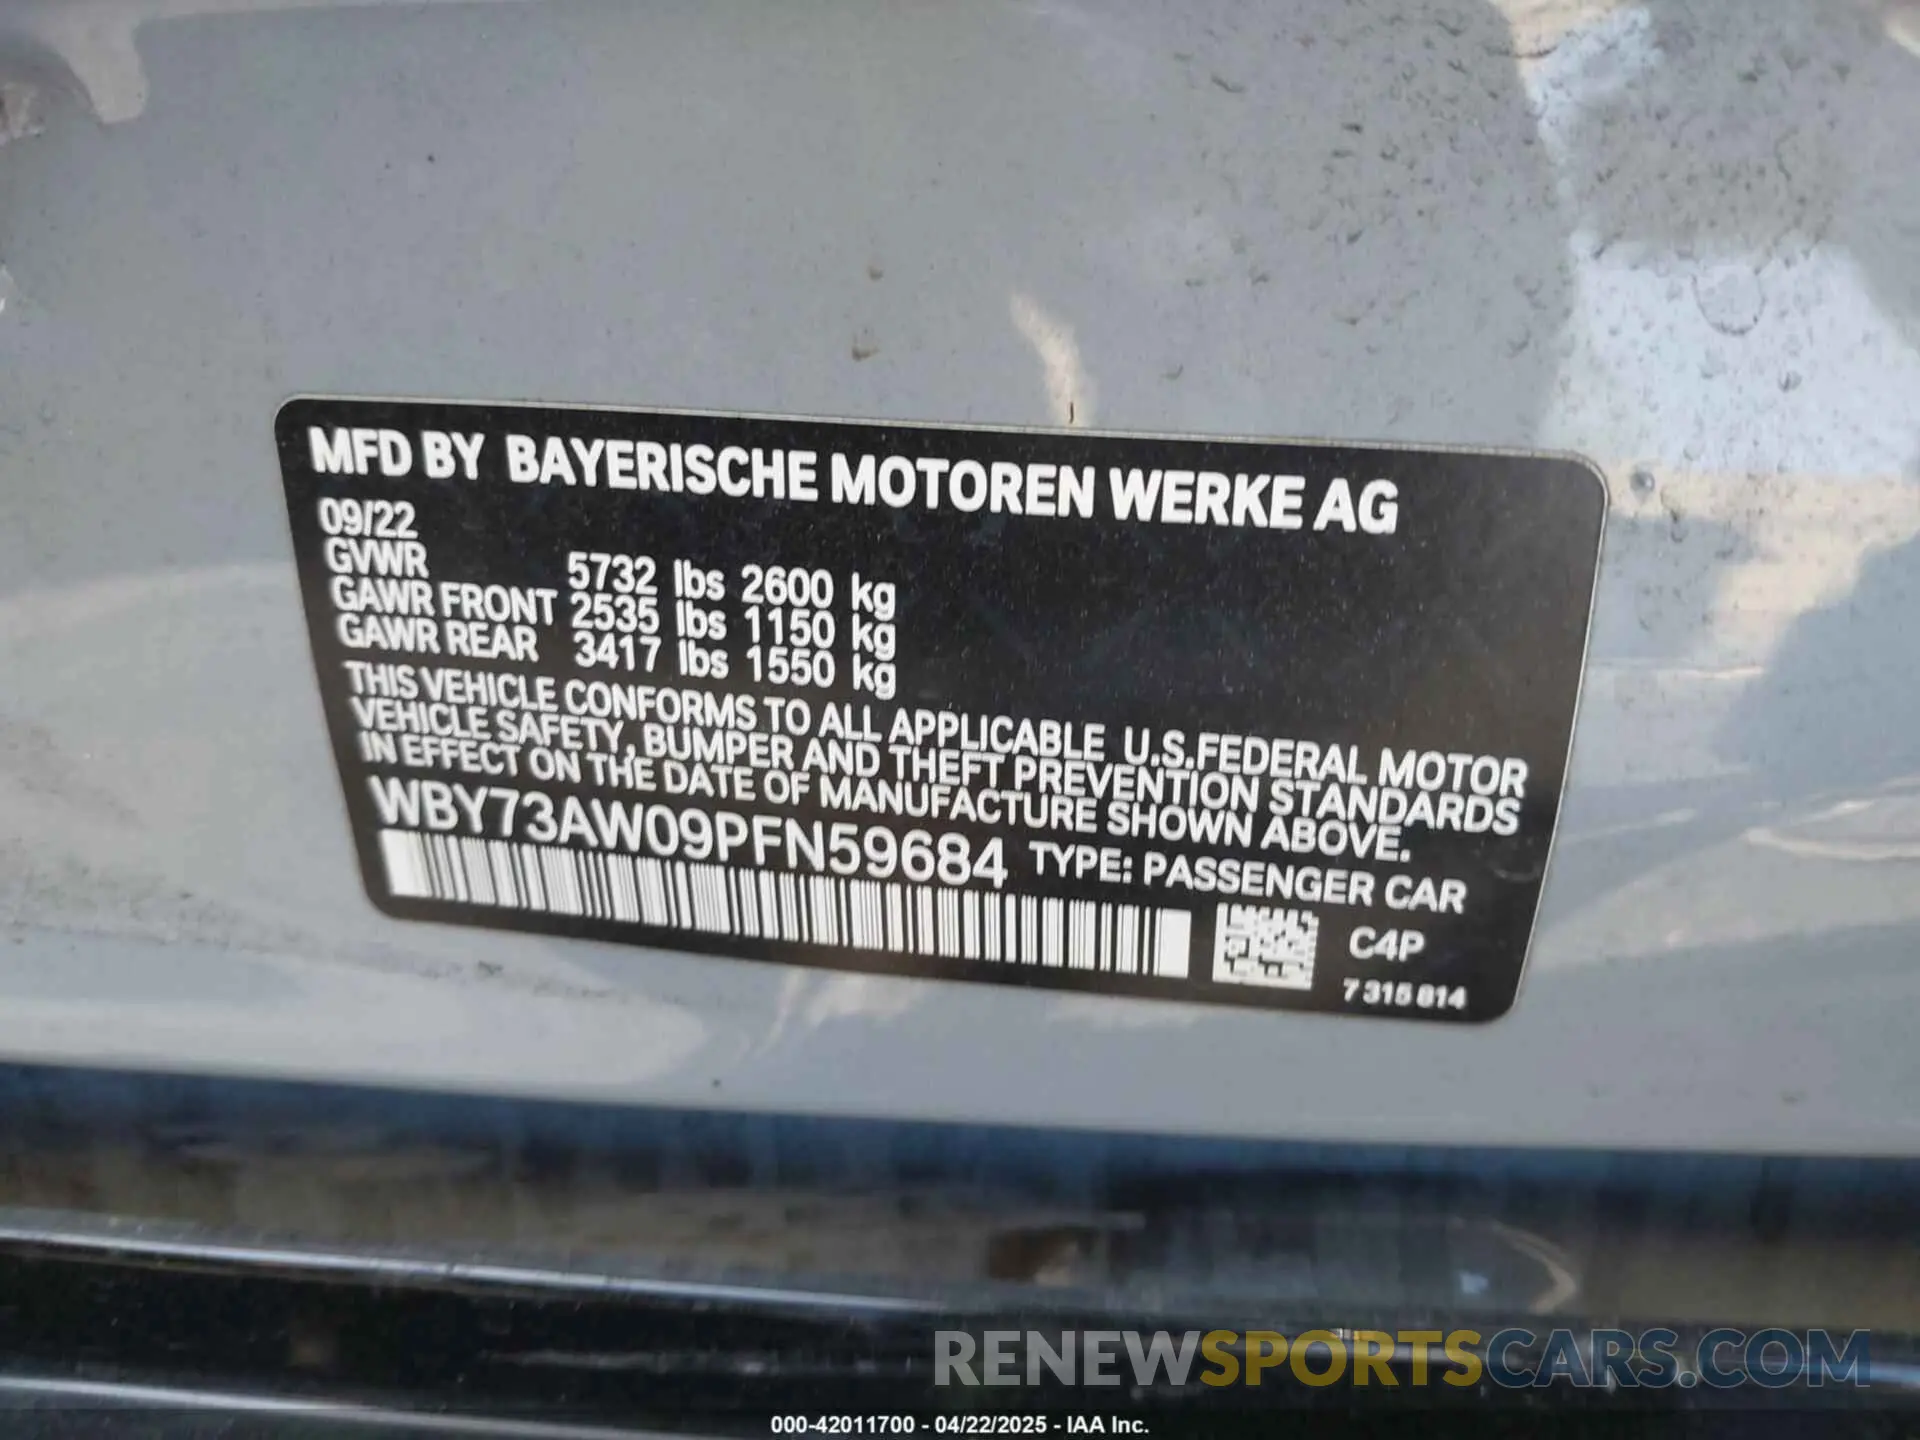 MFD BY BAYERISCHE MOTOREN WERKE AG
09/22
GVWR 5732 lbs 2600 kg
GAWR FRONT 2535 lbs 1150 kg
GAWR REAR 3417 lbs 1550 kg
THIS VEHICLE CONFORMS TO ALL APPLICABLE U.S.FEDERAL MOTOR
VEHICLE SAFETY, BUMPER AND THEFT PREVENTION STANDARDS
IN EFFECT ON THE DATE OF MANUFACTURE SHOWN ABOVE.
WBY73AW09PFN59684 TYPE: PASSENGER CAR
C4P
7 315 814
RENEWSPORTSCARS.COM
000-42011700 - 04/22/2025 - IAA Inc.